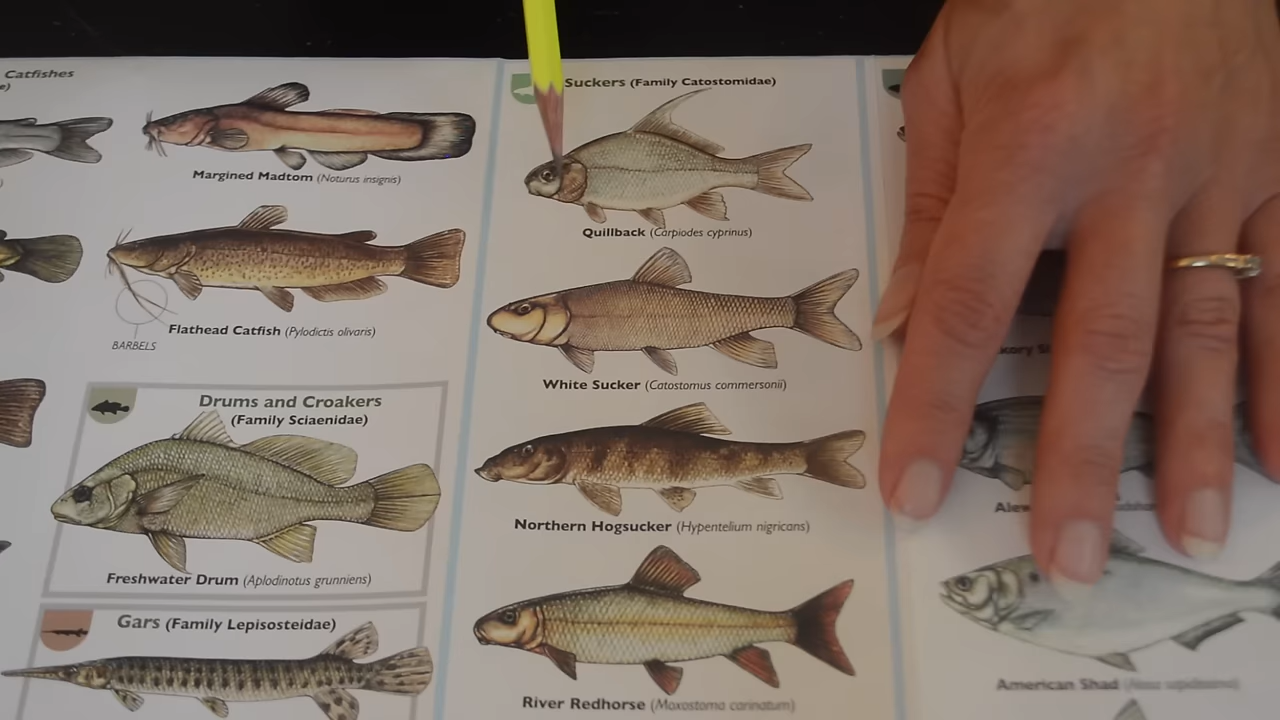 Catfishes
Margined Madtom (Noturus insignis)
Flathead Catfish (Pylodictis olivaris)
BARBELS
Drums and Croakers
(Family Sciaenidae)
Freshwater Drum (Aplodinotus grunniens)
Gars (Family Lepisosteidae)
Suckers (Family Catostomidae)
Quillback (Carpiodes cyprinus)
White Sucker (Catostomus commersonii)
Northern Hogsucker (Hypentelium nigricans)
River Redhorse (Moxostoma carinatum)
American Shad (Alosa sapidissima)